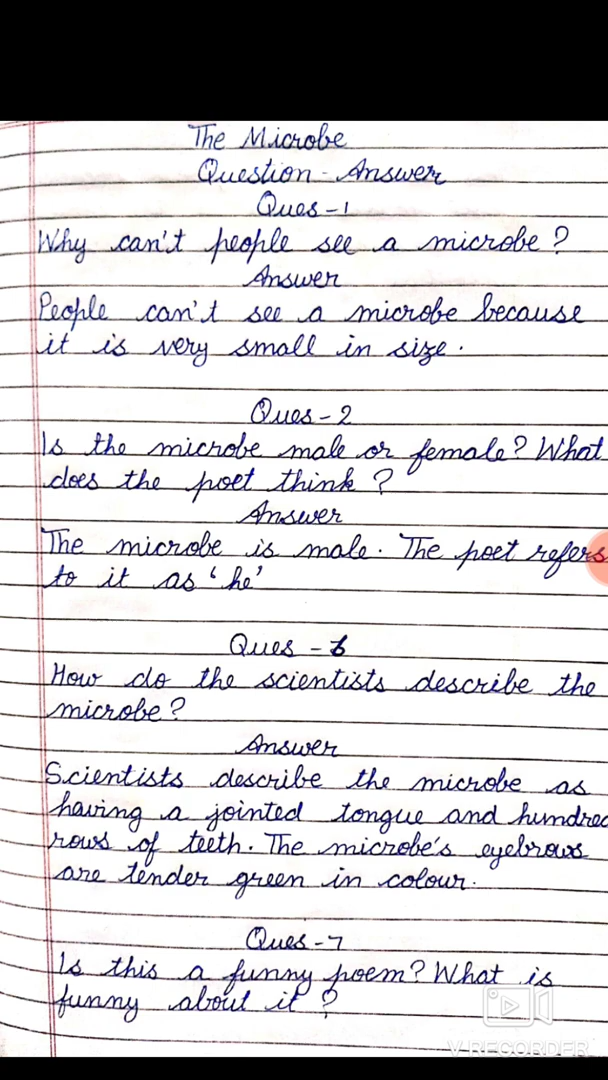 The Microbe
Question-Answer
Ques-1
Why can't people see a microbe?
Answer
People can't see a microbe because
it is very small in size.
Ques-2
Is the microbe male or female? What
does the poet think?
Answer
The microbe is male. The poet refers
to it as 'he'
Ques-6
How do the scientists describe the
microbe?
Answer
Scientists describe the microbe as
having a jointed tongue and hundred
rows of teeth. The microbe's eyebrows
are tender green in colour.
Ques-7
Is this a funny poem? What is
funny about it?
V RECORDER